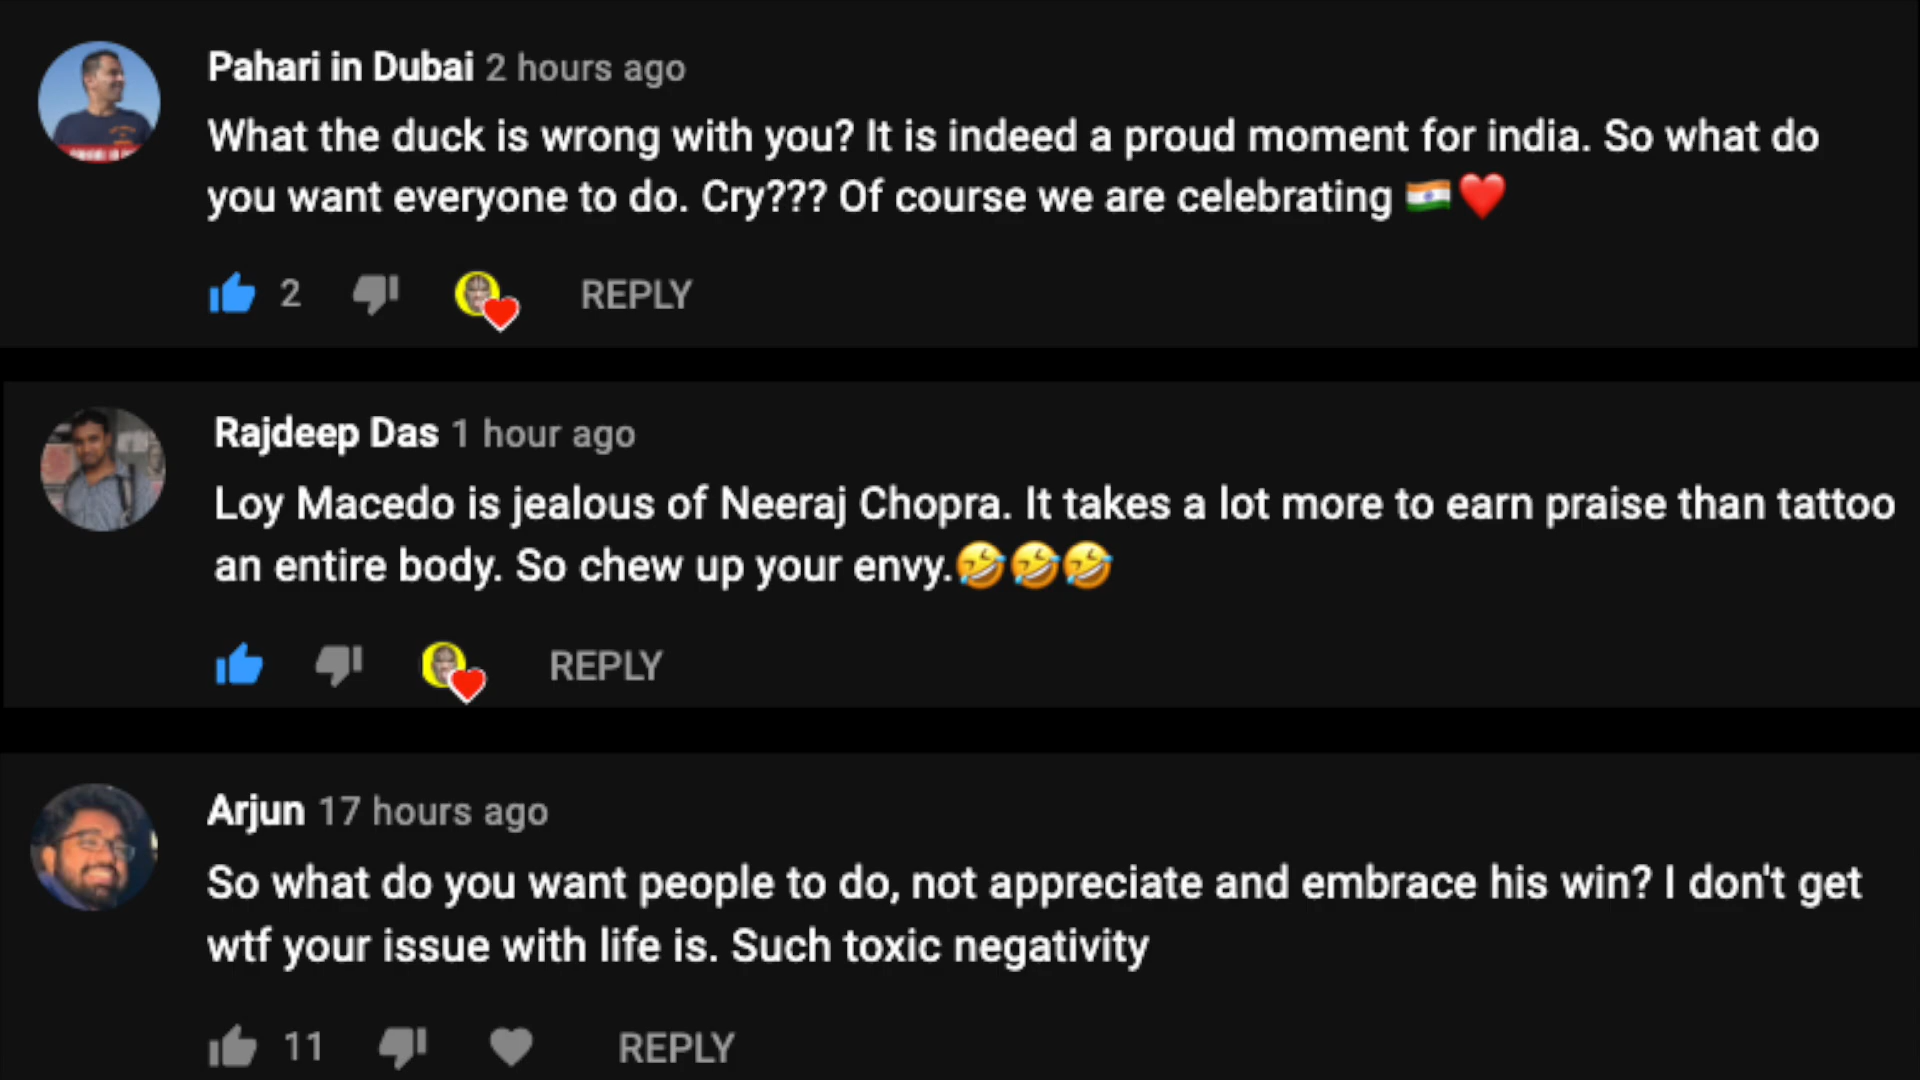 Pahari in Dubai 2 hours ago
What the duck is wrong with you? It is indeed a proud moment for india. So what do
you want everyone to do. Cry??? Of course we are celebrating 🇮🇳❤️
2 REPLY
Rajdeep Das 1 hour ago
Loy Macedo is jealous of Neeraj Chopra. It takes a lot more to earn praise than tattoo
an entire body. So chew up your envy.🤣🤣🤣
REPLY
Arjun 17 hours ago
So what do you want people to do, not appreciate and embrace his win? I don't get
wtf your issue with life is. Such toxic negativity
11 REPLY